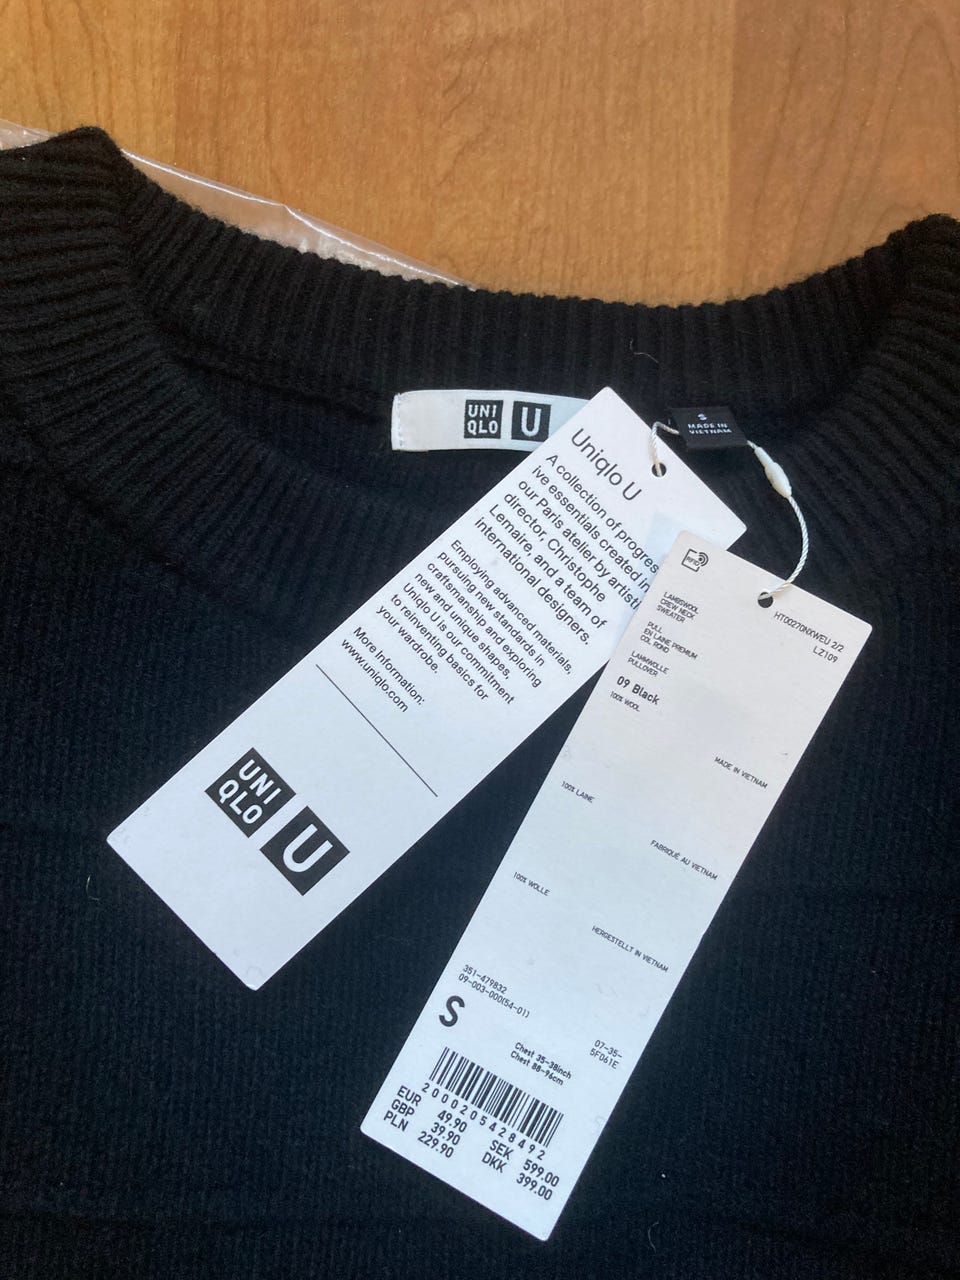 UNI
QLO
U
S
MADE IN
VIETNAM
Uniqlo U
A collection of progres
ive essentials created
our Paris atelier by artisti
director, Christophe
Lemaire, and a team of
international designers.
Employing advanced materials,
pursuing new standards in
craftsmanship and exploring
new and unique shapes,
Uniqlo U is our commitment
to reinventing basics for
your wardrobe.
More Information:
www.uniqlo.com
UNI
QLO
U
RFID
HT00270NXWEU 2/2
LZ109
LAMBSWOOL
CREW NECK
SWEATER
PULL
EN LAINE PREMIUM
COL ROND
LAMMWOLLE
PULLOVER
09 Black
100% WOOL
MADE IN VIETNAM
100% LAINE
FABRIQUÉ AU VIETNAM
100% WOLLE
HERGESTELLT IN VIETNAM
351-479832
09-003-000(54-01)
S
07-35-
5F061E
Chest 35-38inch
Chest 88-96cm
2000205428492
EUR 49.90 SEK 599.00
GBP 39.90 DKK 399.00
PLN 229.90